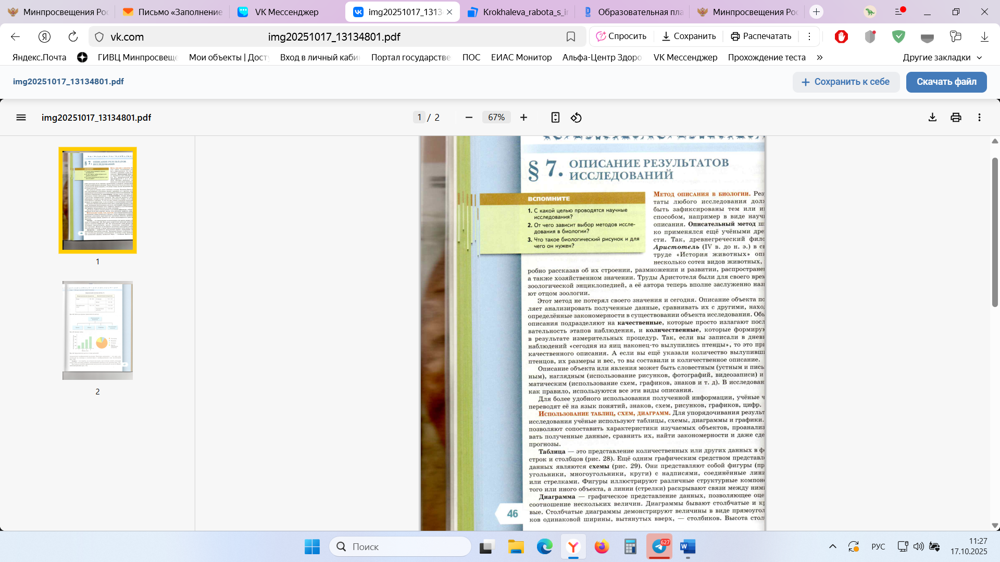 Минпросвещения Рос
Письмо «Заполнение
VK Мессенджер
img20251017_1313
Krokhaleva_rabota_s_i
Образовательная пла
Минпросвещения Рос
vk.com
img20251017_13134801.pdf
Спросить
Сохранить
Распечатать
Яндекс.Почта
ГИВЦ Минпросвеще
Мои объекты | Дост
Вход в личный каби
Портал государстве
ПОС
ЕИАС Монитор
Альфа-Центр Здоро
VK Мессенджер
Прохождение теста
»
Другие закладки
img20251017_13134801.pdf
+ Сохранить к себе
Скачать файл
img20251017_13134801.pdf
1 / 2
67%
1
2
§ 7. ОПИСАНИЕ РЕЗУЛЬТАТОВ
ИССЛЕДОВАНИЙ
ВСПОМНИТЕ
1. С какой целью проводятся научные
исследования?
2. От чего зависит выбор методов иссле-
дования в биологии?
3. Что такое биологический рисунок и для
чего он нужен?
Метод описания в биологии. Рез
таты любого исследования дол
быть зафиксированы тем или и
способом, например в виде науч
описания. Описательный метод ш
ко применялся ещё учёными дре
сти. Так, древнегреческий фило
Аристотель (IV в. до н. э.) в с
труде «История животных» опи
несколько сотен видов животных,
робно рассказав об их строении, размножении и развитии, распростране
а также хозяйственном значении. Труды Аристотеля были для своего врем
зоологической энциклопедией, а её автора теперь вполне заслуженно наз
ют отцом зоологии.
Этот метод не потерял своего значения и сегодня. Описание объекта по
ляет анализировать полученные данные, сравнивать их с другими, нахо
определённые закономерности в существовании объекта исследования. Обы
описания подразделяют на качественные, которые просто излагают посл
вательность этапов наблюдения, и количественные, которые формирую
в результате измерительных процедур. Так, если вы записали в днев
наблюдений «сегодня из яиц наконец-то вылупились птенцы», то это при
качественного описания. А если вы ещё указали количество вылупивши
птенцов, их размеры и вес, то вы составили и количественное описание.
Описание объекта или явления может быть словестным (устным и пись
ным), наглядным (использование рисунков, фотографий, видеозаписи) и
матическим (использование схем, графиков, знаков и т. д). В исследован
как правило, используются все эти виды описания.
Для более удобного использования полученной информации, учёные ч
переводят её на язык понятий, знаков, схем, рисунков, графиков, цифр.
Использование таблиц, схем, диаграмм. Для упорядочивания результ
исследования учёные используют таблицы, схемы, диаграммы и графики.
позволяют сопоставить характеристики изучаемых объектов, проанализ
вать полученные данные, сравнить их, найти закономерности и даже сде
прогнозы.
Таблица — это представление количественных или других данных в ф
строк и столбцов (рис. 28). Ещё одним графическим средством представл
данных являются схемы (рис. 29). Они представляют собой фигуры (пр
угольники, многоугольники, круги) с надписями, соединённые лини
или стрелками. Фигуры иллюстрируют различные структурные компон
того или иного объекта, а линии (стрелки) раскрывают связи между ним
Диаграмма — графическое представление данных, позволяющее оце
соотношение нескольких величин. Диаграммы бывают столбчатые и к
вые. Столбчатые диаграммы демонстрируют величины в виде прямоугол
ков одинаковой ширины, вытянутых вверх, — столбиков. Высота стол
46
Поиск
627
РУС
11:27
17.10.2025